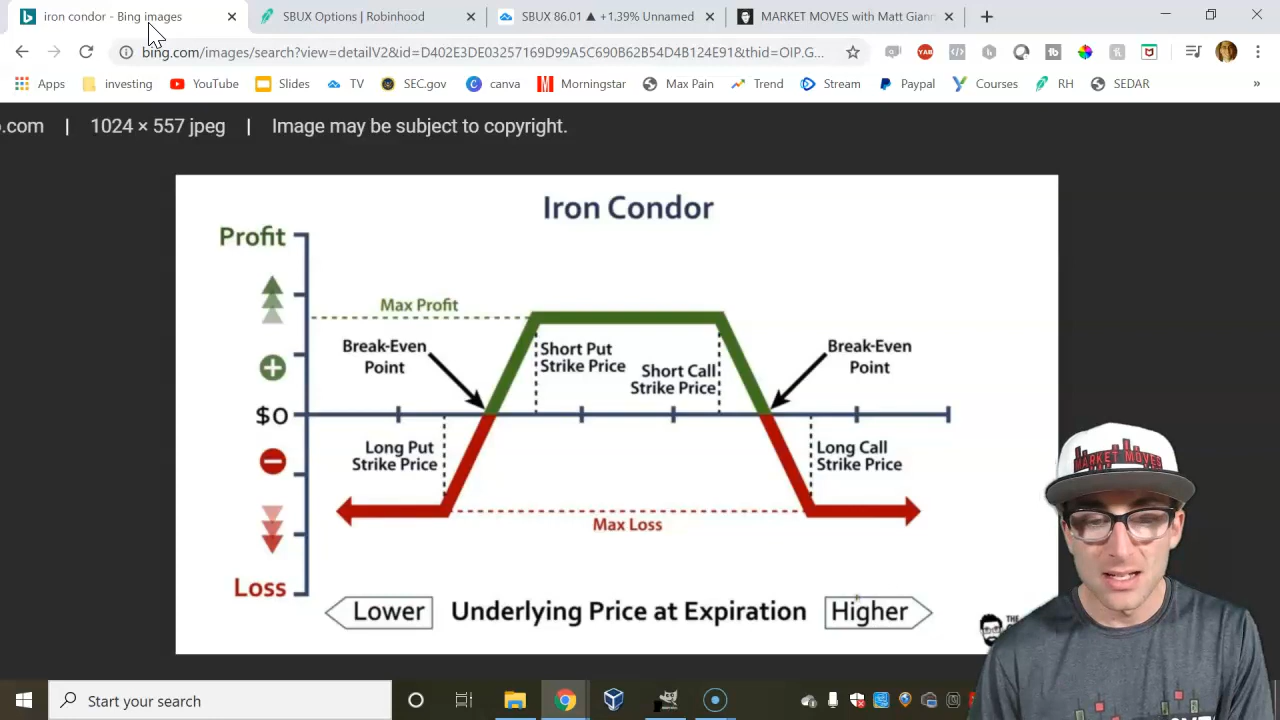 iron condor - Bing images
SBUX Options | Robinhood
SBUX 86.01 ▲ +1.39% Unnamed
MARKET MOVES with Matt Giann
bing.com/images/search?view=detailV2&id=D402E3DE03257169D99A5C690B62B54D4B124E91&thid=OIP.G...
YAB
tb
Apps
investing
YouTube
Slides
TV
SEC.gov
canva
Morningstar
Max Pain
Trend
Stream
Paypal
Courses
RH
SEDAR
»
o.com | 1024 × 557 jpeg | Image may be subject to copyright.
Iron Condor
Profit
Max Profit
Break-Even
Point
Short Put
Strike Price
Short Call
Strike Price
Break-Even
Point
$0
Long Put
Strike Price
Long Call
Strike Price
Max Loss
Loss
Lower
Underlying Price at Expiration
Higher
THE
MARKET MOVES
Start your search